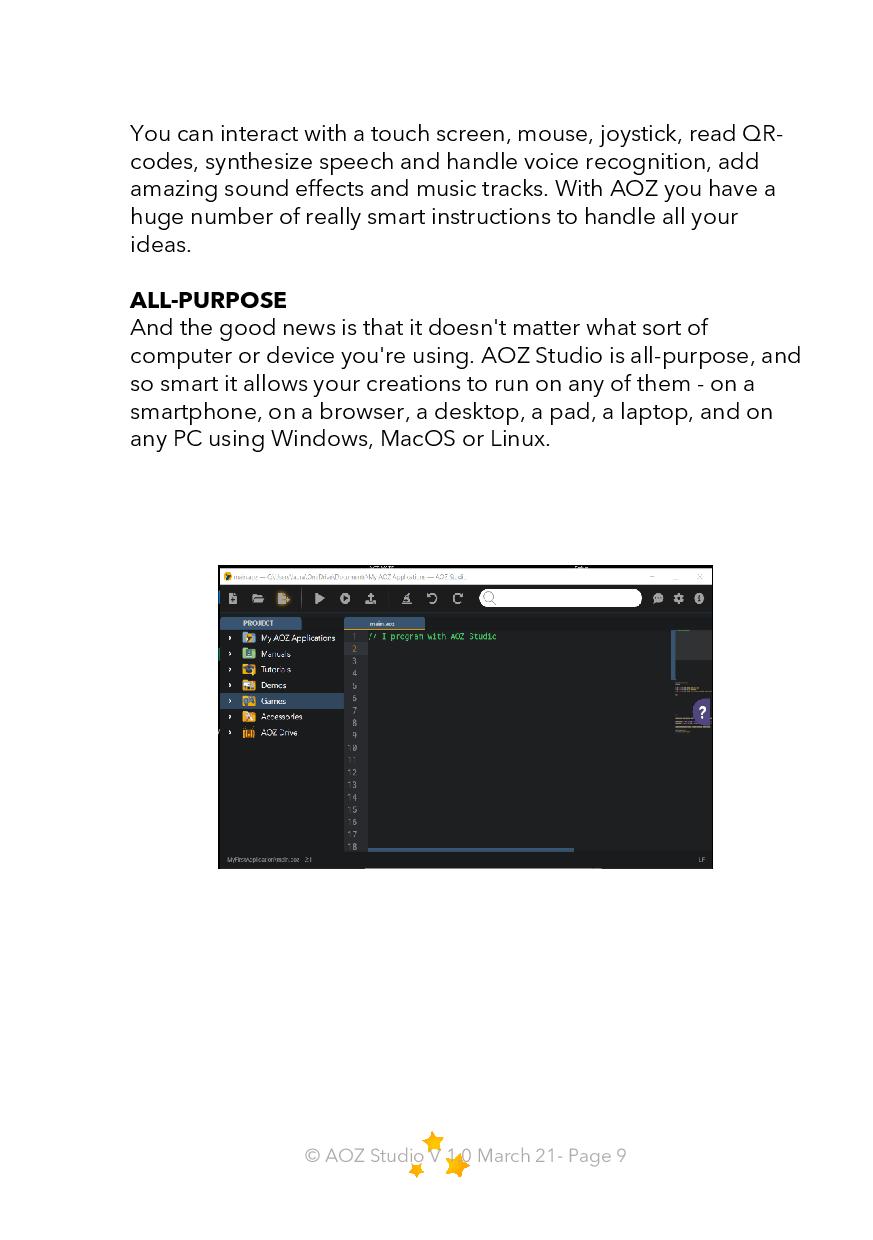 You can interact with a touch screen, mouse, joystick, read QR-
codes, synthesize speech and handle voice recognition, add
amazing sound effects and music tracks. With AOZ you have a
huge number of really smart instructions to handle all your
ideas.
ALL-PURPOSE
And the good news is that it doesn't matter what sort of
computer or device you're using. AOZ Studio is all-purpose, and
so smart it allows your creations to run on any of them - on a
smartphone, on a browser, a desktop, a pad, a laptop, and on
any PC using Windows, MacOS or Linux.
PROJECT
main.aoz
My AOZ Applications
Manuals
Tutorials
Demos
Games
Accessories
AOZ Drive
1 // I program with AOZ Studio
2
3
4
5
6
7
8
9
10
11
12
13
14
15
16
17
18
?
MyFirstApplication\main.aoz 2:1
LF
© AOZ Studio V 1.0 March 21- Page 9